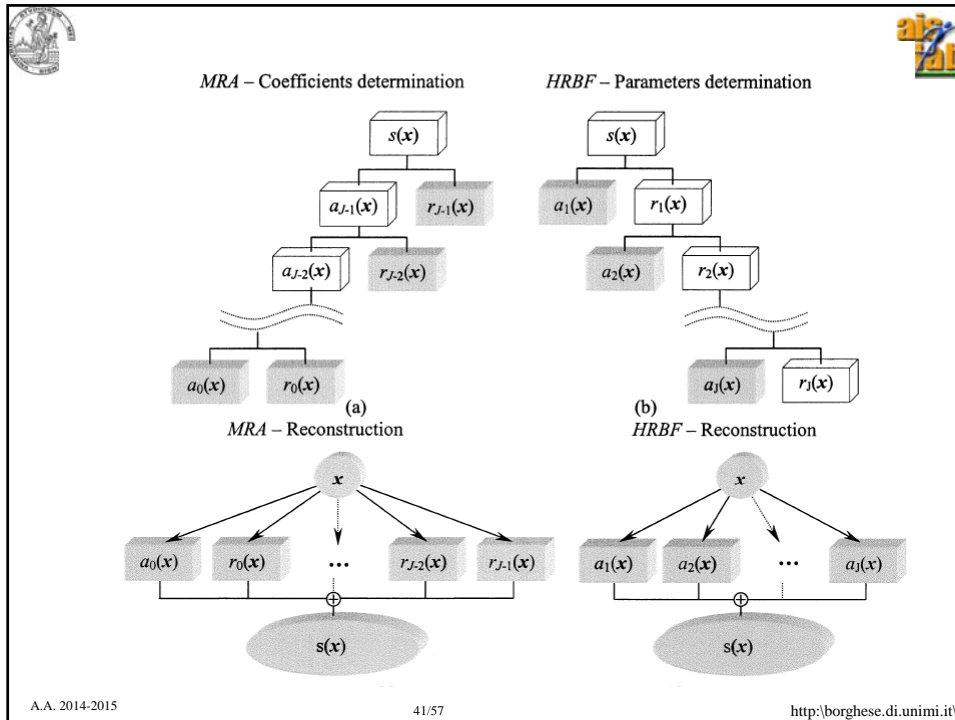 ais
lab
MRA – Coefficients determination
HRBF – Parameters determination
s(x)
a_{J-1}(x) r_{J-1}(x)
a_{J-2}(x) r_{J-2}(x)
a_0(x) r_0(x)
(a)
s(x)
a_1(x) r_1(x)
a_2(x) r_2(x)
a_J(x) r_J(x)
(b)
MRA – Reconstruction
x
a_0(x) r_0(x) ... r_{J-2}(x) r_{J-1}(x)
+
s(x)
HRBF – Reconstruction
x
a_1(x) a_2(x) ... a_J(x)
+
s(x)
A.A. 2014-2015
41/57
http:\borghese.di.unimi.it\